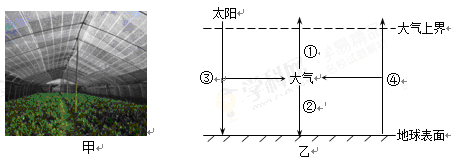 太阳
大气上界
①
③ 大气 ④
②
地球表面
甲 乙